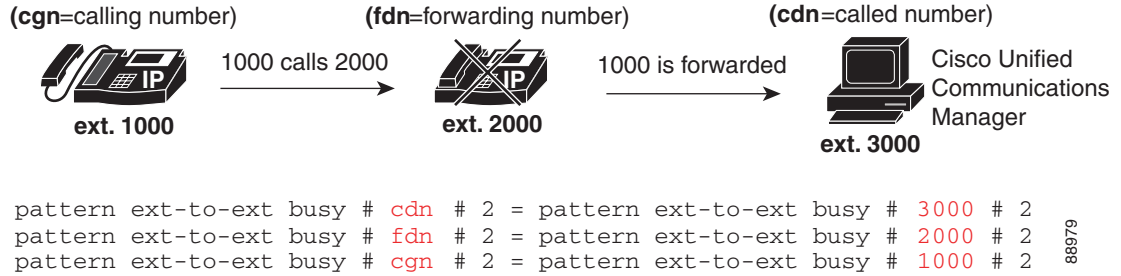 (cgn=calling number)
(fdn=forwarding number)
(cdn=called number)
IP
1000 calls 2000
IP
1000 is forwarded
Cisco Unified
Communications
Manager
ext. 1000
ext. 2000
ext. 3000
pattern ext-to-ext busy # cdn # 2 = pattern ext-to-ext busy # 3000 # 2
pattern ext-to-ext busy # fdn # 2 = pattern ext-to-ext busy # 2000 # 2
pattern ext-to-ext busy # cgn # 2 = pattern ext-to-ext busy # 1000 # 2
88979